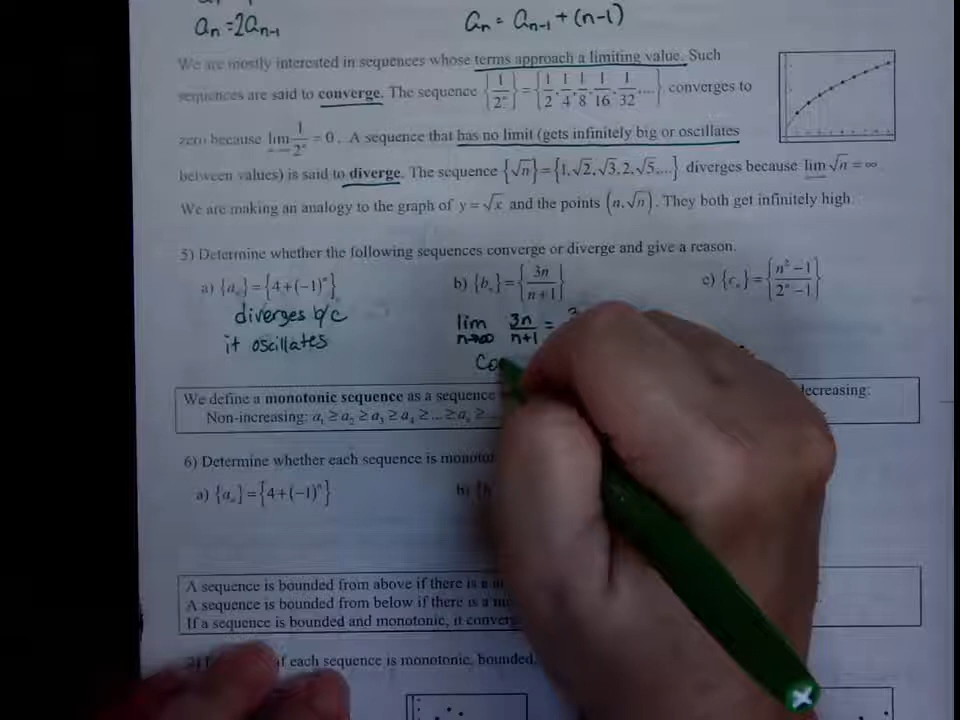 aₙ = 2aₙ₋₁
aₙ = aₙ₋₁ + (n-1)
We are mostly interested in sequences whose terms approach a limiting value. Such
sequences are said to converge. The sequence {1/2ⁿ} = {1/2, 1/4, 1/8, 1/16, 1/32, ...} converges to
zero because lim 1/2ⁿ = 0. A sequence that has no limit (gets infinitely big or oscillates
between values) is said to diverge. The sequence {√n} = {1, √2, √3, 2, √5, ...} diverges because lim √n = ∞
We are making an analogy to the graph of y = √x and the points (n, √n). They both get infinitely high
5) Determine whether the following sequences converge or diverge and give a reason.
a) {aₙ} = {4 + (-1)ⁿ}
b) {bₙ} = {3n/(n+1)}
c) {cₙ} = {(n²-1)/(2ⁿ-1)}
diverges b/c
it oscillates
lim n→∞ 3n/(n+1) = 3
Co
We define a monotonic sequence as a sequence
decreasing:
Non-increasing: a₁ ≥ a₂ ≥ a₃ ≥ a₄ ≥ ... ≥ aₙ ≥ ...
6) Determine whether each sequence is
a) {aₙ} = {4 + (-1)ⁿ}
b)
A sequence is bounded from above if there is a
A sequence is bounded from below if there is a
If a sequence is bounded and monotonic, it
of each sequence is monotonic, bounded,